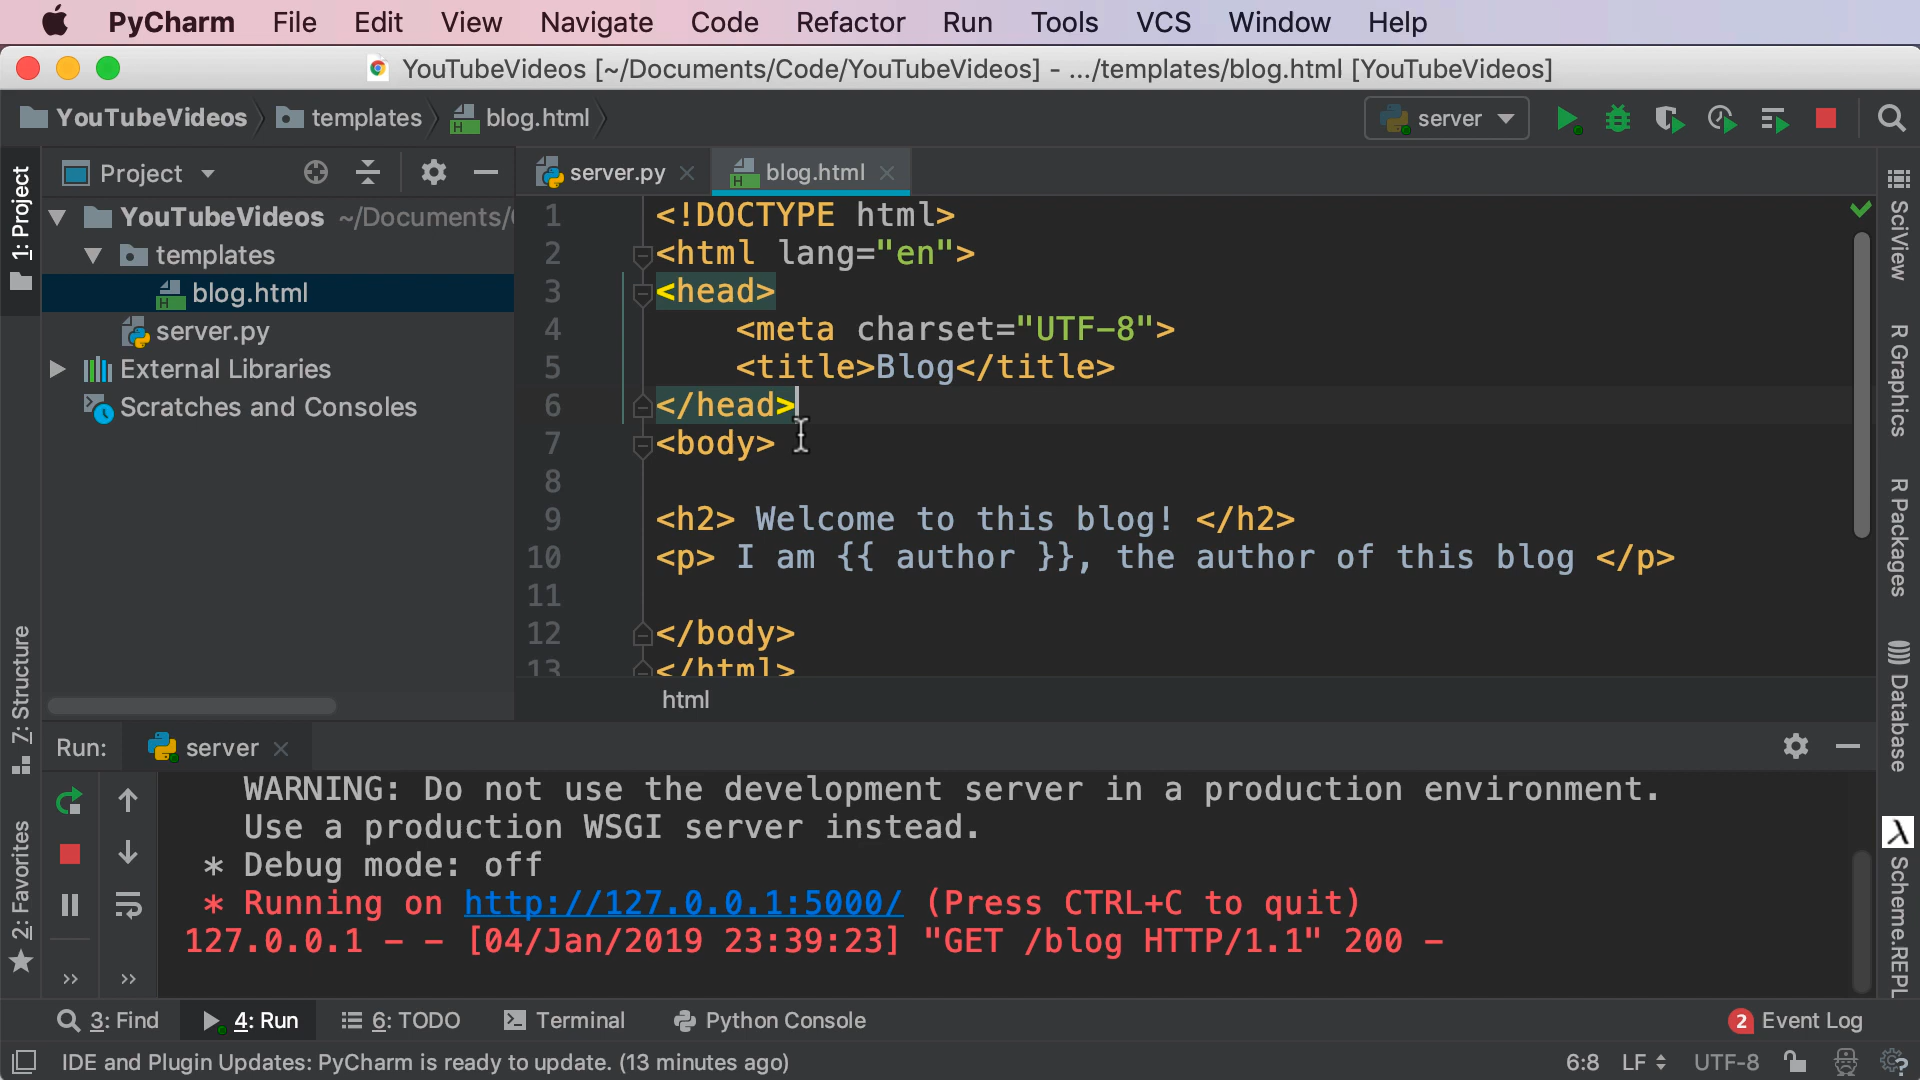 PyCharm File Edit View Navigate Code Refactor Run Tools VCS Window Help
YouTubeVideos [~/Documents/Code/YouTubeVideos] - .../templates/blog.html [YouTubeVideos]
YouTubeVideos templates blog.html server
1: Project
Project
server.py blog.html
YouTubeVideos ~/Documents/
templates
blog.html
server.py
External Libraries
Scratches and Consoles
1 <!DOCTYPE html>
2 <html lang="en">
3 <head>
4 <meta charset="UTF-8">
5 <title>Blog</title>
6 </head>
7 <body>
8
9 <h2> Welcome to this blog! </h2>
10 <p> I am {{ author }}, the author of this blog </p>
11
12 </body>
13 </html>
html
SciView
R Graphics
R Packages
Database
Scheme.REPL
7: Structure
2: Favorites
Run: server
WARNING: Do not use the development server in a production environment.
Use a production WSGI server instead.
* Debug mode: off
* Running on http://127.0.0.1:5000/ (Press CTRL+C to quit)
127.0.0.1 - - [04/Jan/2019 23:39:23] "GET /blog HTTP/1.1" 200 -
3: Find 4: Run 6: TODO Terminal Python Console 2 Event Log
IDE and Plugin Updates: PyCharm is ready to update. (13 minutes ago) 6:8 LF UTF-8